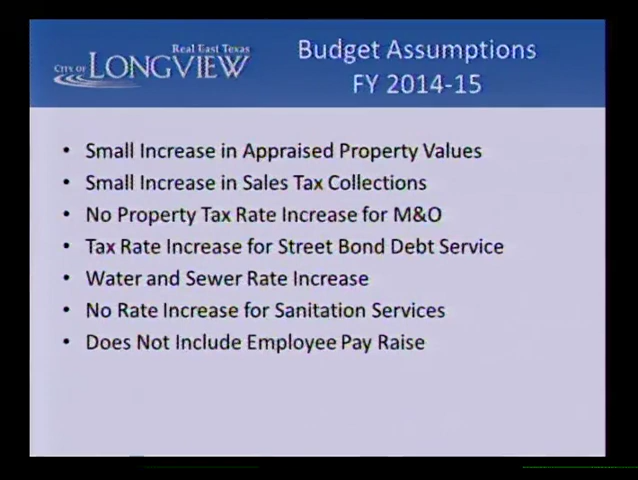 Real East Texas
CITY OF LONGVIEW
Budget Assumptions
FY 2014-15
• Small Increase in Appraised Property Values
• Small Increase in Sales Tax Collections
• No Property Tax Rate Increase for M&O
• Tax Rate Increase for Street Bond Debt Service
• Water and Sewer Rate Increase
• No Rate Increase for Sanitation Services
• Does Not Include Employee Pay Raise